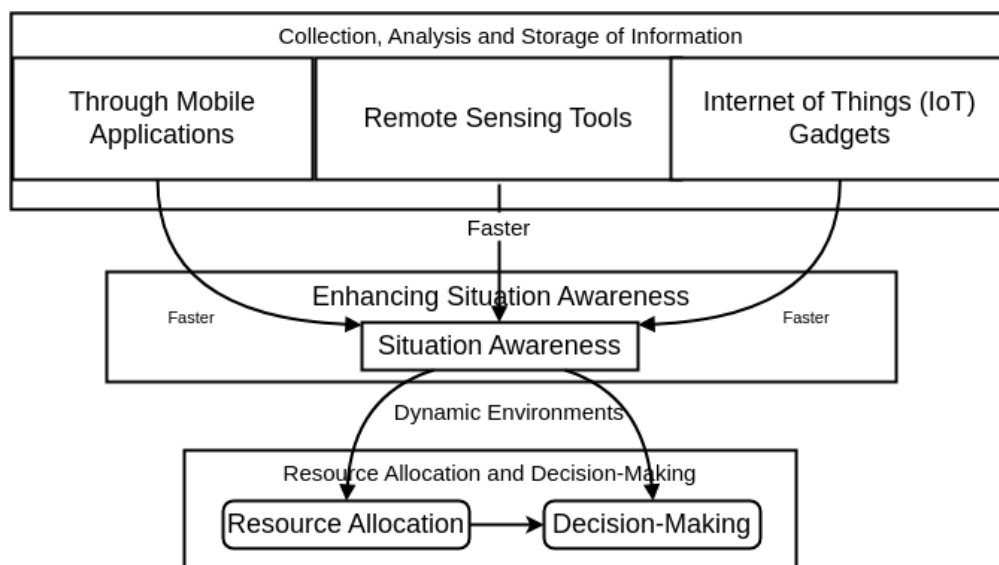 Collection, Analysis and Storage of Information
Through Mobile
Applications
Remote Sensing Tools
Internet of Things (IoT)
Gadgets
Faster
Enhancing Situation Awareness
Faster
Faster
Situation Awareness
Dynamic Environments
Resource Allocation and Decision-Making
Resource Allocation
Decision-Making